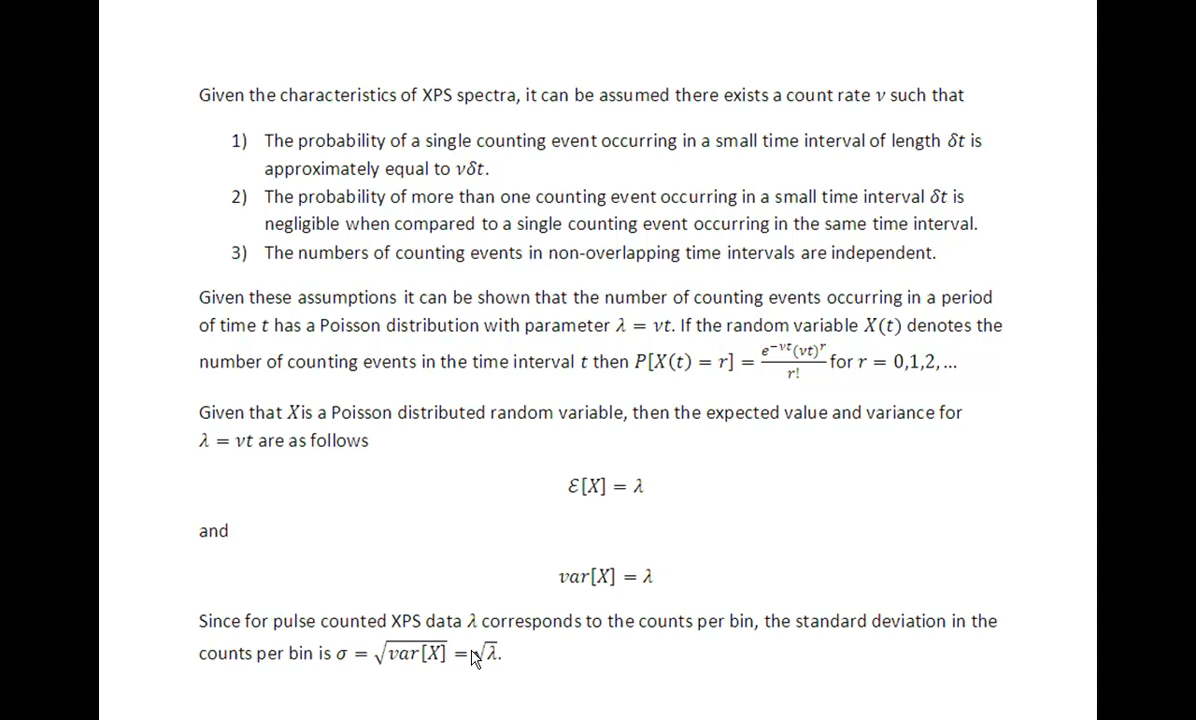 Given the characteristics of XPS spectra, it can be assumed there exists a count rate ν such that
1) The probability of a single counting event occurring in a small time interval of length δt is
approximately equal to νδt.
2) The probability of more than one counting event occurring in a small time interval δt is
negligible when compared to a single counting event occurring in the same time interval.
3) The numbers of counting events in non-overlapping time intervals are independent.
Given these assumptions it can be shown that the number of counting events occurring in a period
of time t has a Poisson distribution with parameter λ = νt. If the random variable X(t) denotes the
number of counting events in the time interval t then P[X(t) = r] = e^{-νt}(νt)^r / r! for r = 0,1,2,...
Given that X is a Poisson distributed random variable, then the expected value and variance for
λ = νt are as follows
ℰ[X] = λ
and
var[X] = λ
Since for pulse counted XPS data λ corresponds to the counts per bin, the standard deviation in the
counts per bin is σ = √var[X] = √λ.